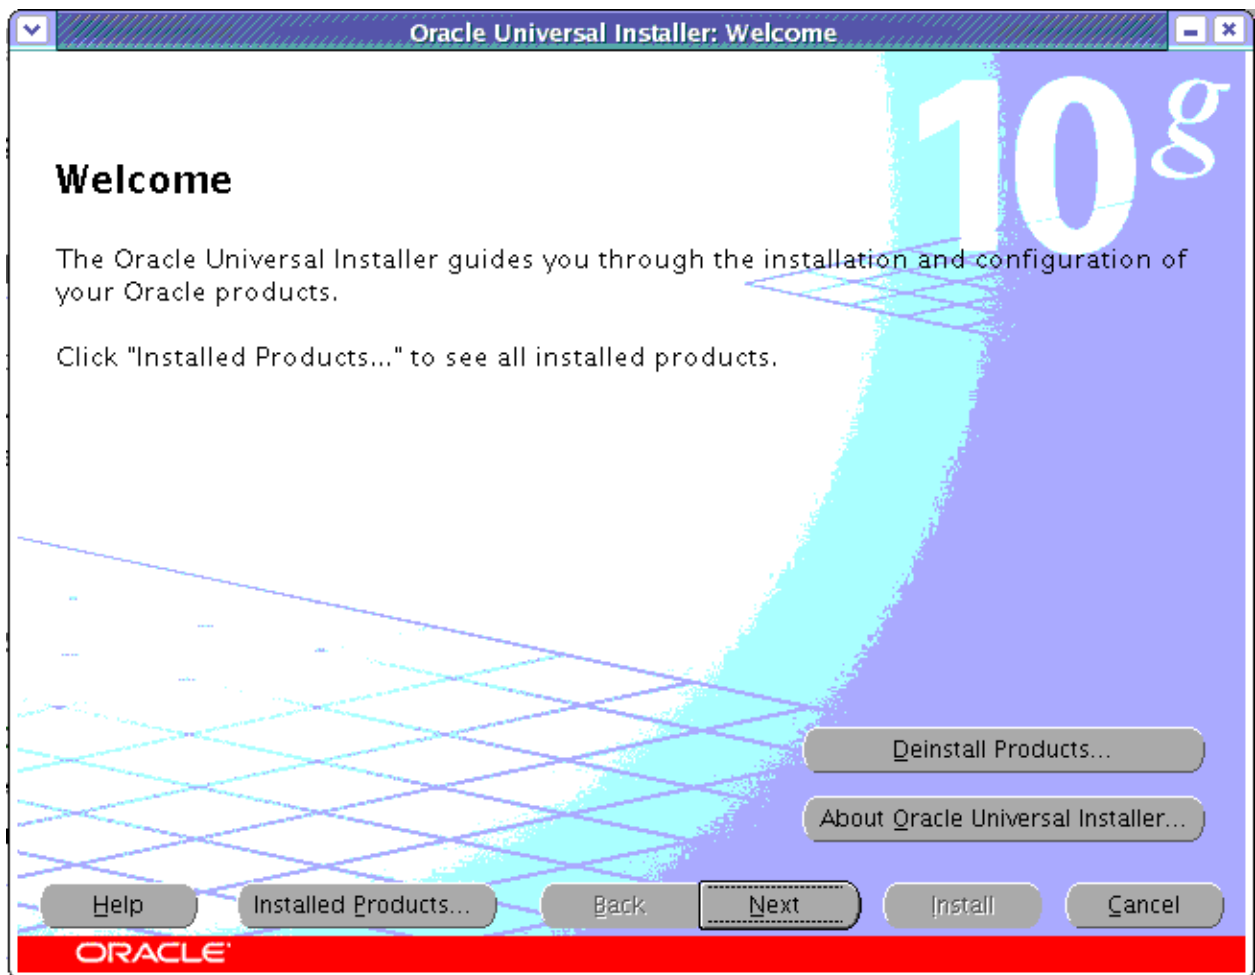 Oracle Universal Installer: Welcome
10g
Welcome
The Oracle Universal Installer guides you through the installation and configuration of
your Oracle products.
Click "Installed Products..." to see all installed products.
Deinstall Products...
About Oracle Universal Installer...
Help Installed Products... Back Next Install Cancel
ORACLE